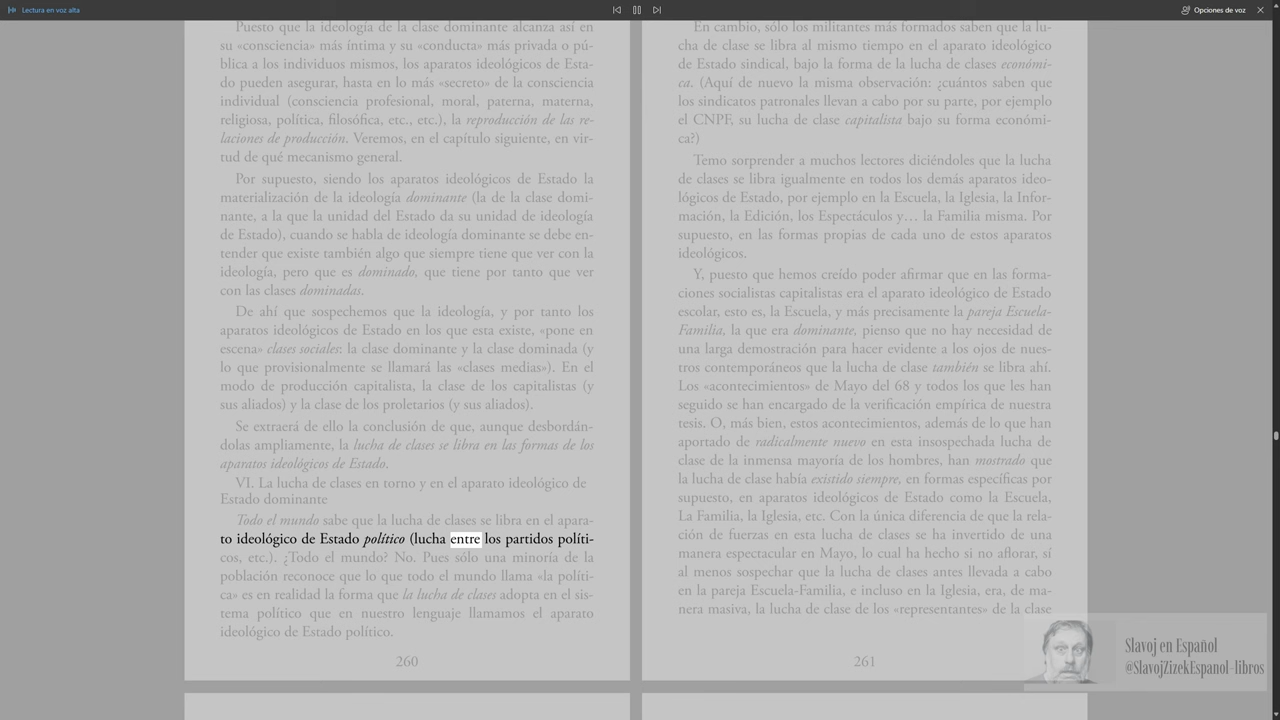 Lectura en voz alta
Opciones de voz
Puesto que la ideología de la clase dominante alcanza así en
su «consciencia» más íntima y su «conducta» más privada o pú-
blica a los individuos mismos, los aparatos ideológicos de Esta-
do pueden asegurar, hasta en lo más «secreto» de la consciencia
individual (consciencia profesional, moral, paterna, materna,
religiosa, política, filosófica, etc., etc.), la reproducción de las re-
laciones de producción. Veremos, en el capítulo siguiente, en vir-
tud de qué mecanismo general.
Por supuesto, siendo los aparatos ideológicos de Estado la
materialización de la ideología dominante (la de la clase domi-
nante, a la que la unidad del Estado da su unidad de ideología
de Estado), cuando se habla de ideología dominante se debe en-
tender que existe también algo que siempre tiene que ver con la
ideología, pero que es dominado, que tiene por tanto que ver
con las clases dominadas.
De ahí que sospechemos que la ideología, y por tanto los
aparatos ideológicos de Estado en los que esta existe, «pone en
escena» clases sociales: la clase dominante y la clase dominada (y
lo que provisionalmente se llamará las «clases medias»). En el
modo de producción capitalista, la clase de los capitalistas (y
sus aliados) y la clase de los proletarios (y sus aliados).
Se extraerá de ello la conclusión de que, aunque desbordán-
dolas ampliamente, la lucha de clases se libra en las formas de los
aparatos ideológicos de Estado.
VI. La lucha de clases en torno y en el aparato ideológico de
Estado dominante
Todo el mundo sabe que la lucha de clases se libra en el apara-
to ideológico de Estado político (lucha entre los partidos políti-
cos, etc.). ¿Todo el mundo? No. Pues sólo una minoría de la
población reconoce que lo que todo el mundo llama «la políti-
ca» es en realidad la forma que la lucha de clases adopta en el sis-
tema político que en nuestro lenguaje llamamos el aparato
ideológico de Estado político.
260
En cambio, sólo los militantes más formados saben que la lu-
cha de clase se libra al mismo tiempo en el aparato ideológico
de Estado sindical, bajo la forma de la lucha de clases económi-
ca. (Aquí de nuevo la misma observación: ¿cuántos saben que
los sindicatos patronales llevan a cabo por su parte, por ejemplo
el CNPF, su lucha de clase capitalista bajo su forma económi-
ca?)
Temo sorprender a muchos lectores diciéndoles que la lucha
de clases se libra igualmente en todos los demás aparatos ideo-
lógicos de Estado, por ejemplo en la Escuela, la Iglesia, la Infor-
mación, la Edición, los Espectáculos y… la Familia misma. Por
supuesto, en las formas propias de cada uno de estos aparatos
ideológicos.
Y, puesto que hemos creído poder afirmar que en las forma-
ciones socialistas capitalistas era el aparato ideológico de Estado
escolar, esto es, la Escuela, y más precisamente la pareja Escuela-
Familia, la que era dominante, pienso que no hay necesidad de
una larga demostración para hacer evidente a los ojos de nues-
tros contemporáneos que la lucha de clase también se libra ahí.
Los «acontecimientos» de Mayo del 68 y todos los que les han
seguido se han encargado de la verificación empírica de nuestra
tesis. O, más bien, estos acontecimientos, además de lo que han
aportado de radicalmente nuevo en esta insospechada lucha de
clase de la inmensa mayoría de los hombres, han mostrado que
la lucha de clase había existido siempre, en formas específicas por
supuesto, en aparatos ideológicos de Estado como la Escuela,
La Familia, la Iglesia, etc. Con la única diferencia de que la rela-
ción de fuerzas en esta lucha de clases se ha invertido de una
manera espectacular en Mayo, lo cual ha hecho si no aflorar, sí
al menos sospechar que la lucha de clases antes llevada a cabo
en la pareja Escuela-Familia, e incluso en la Iglesia, era, de ma-
nera masiva, la lucha de clase de los «representantes» de la clase
261
Slavoj en Español
@SlavojZizekEspanol-libros